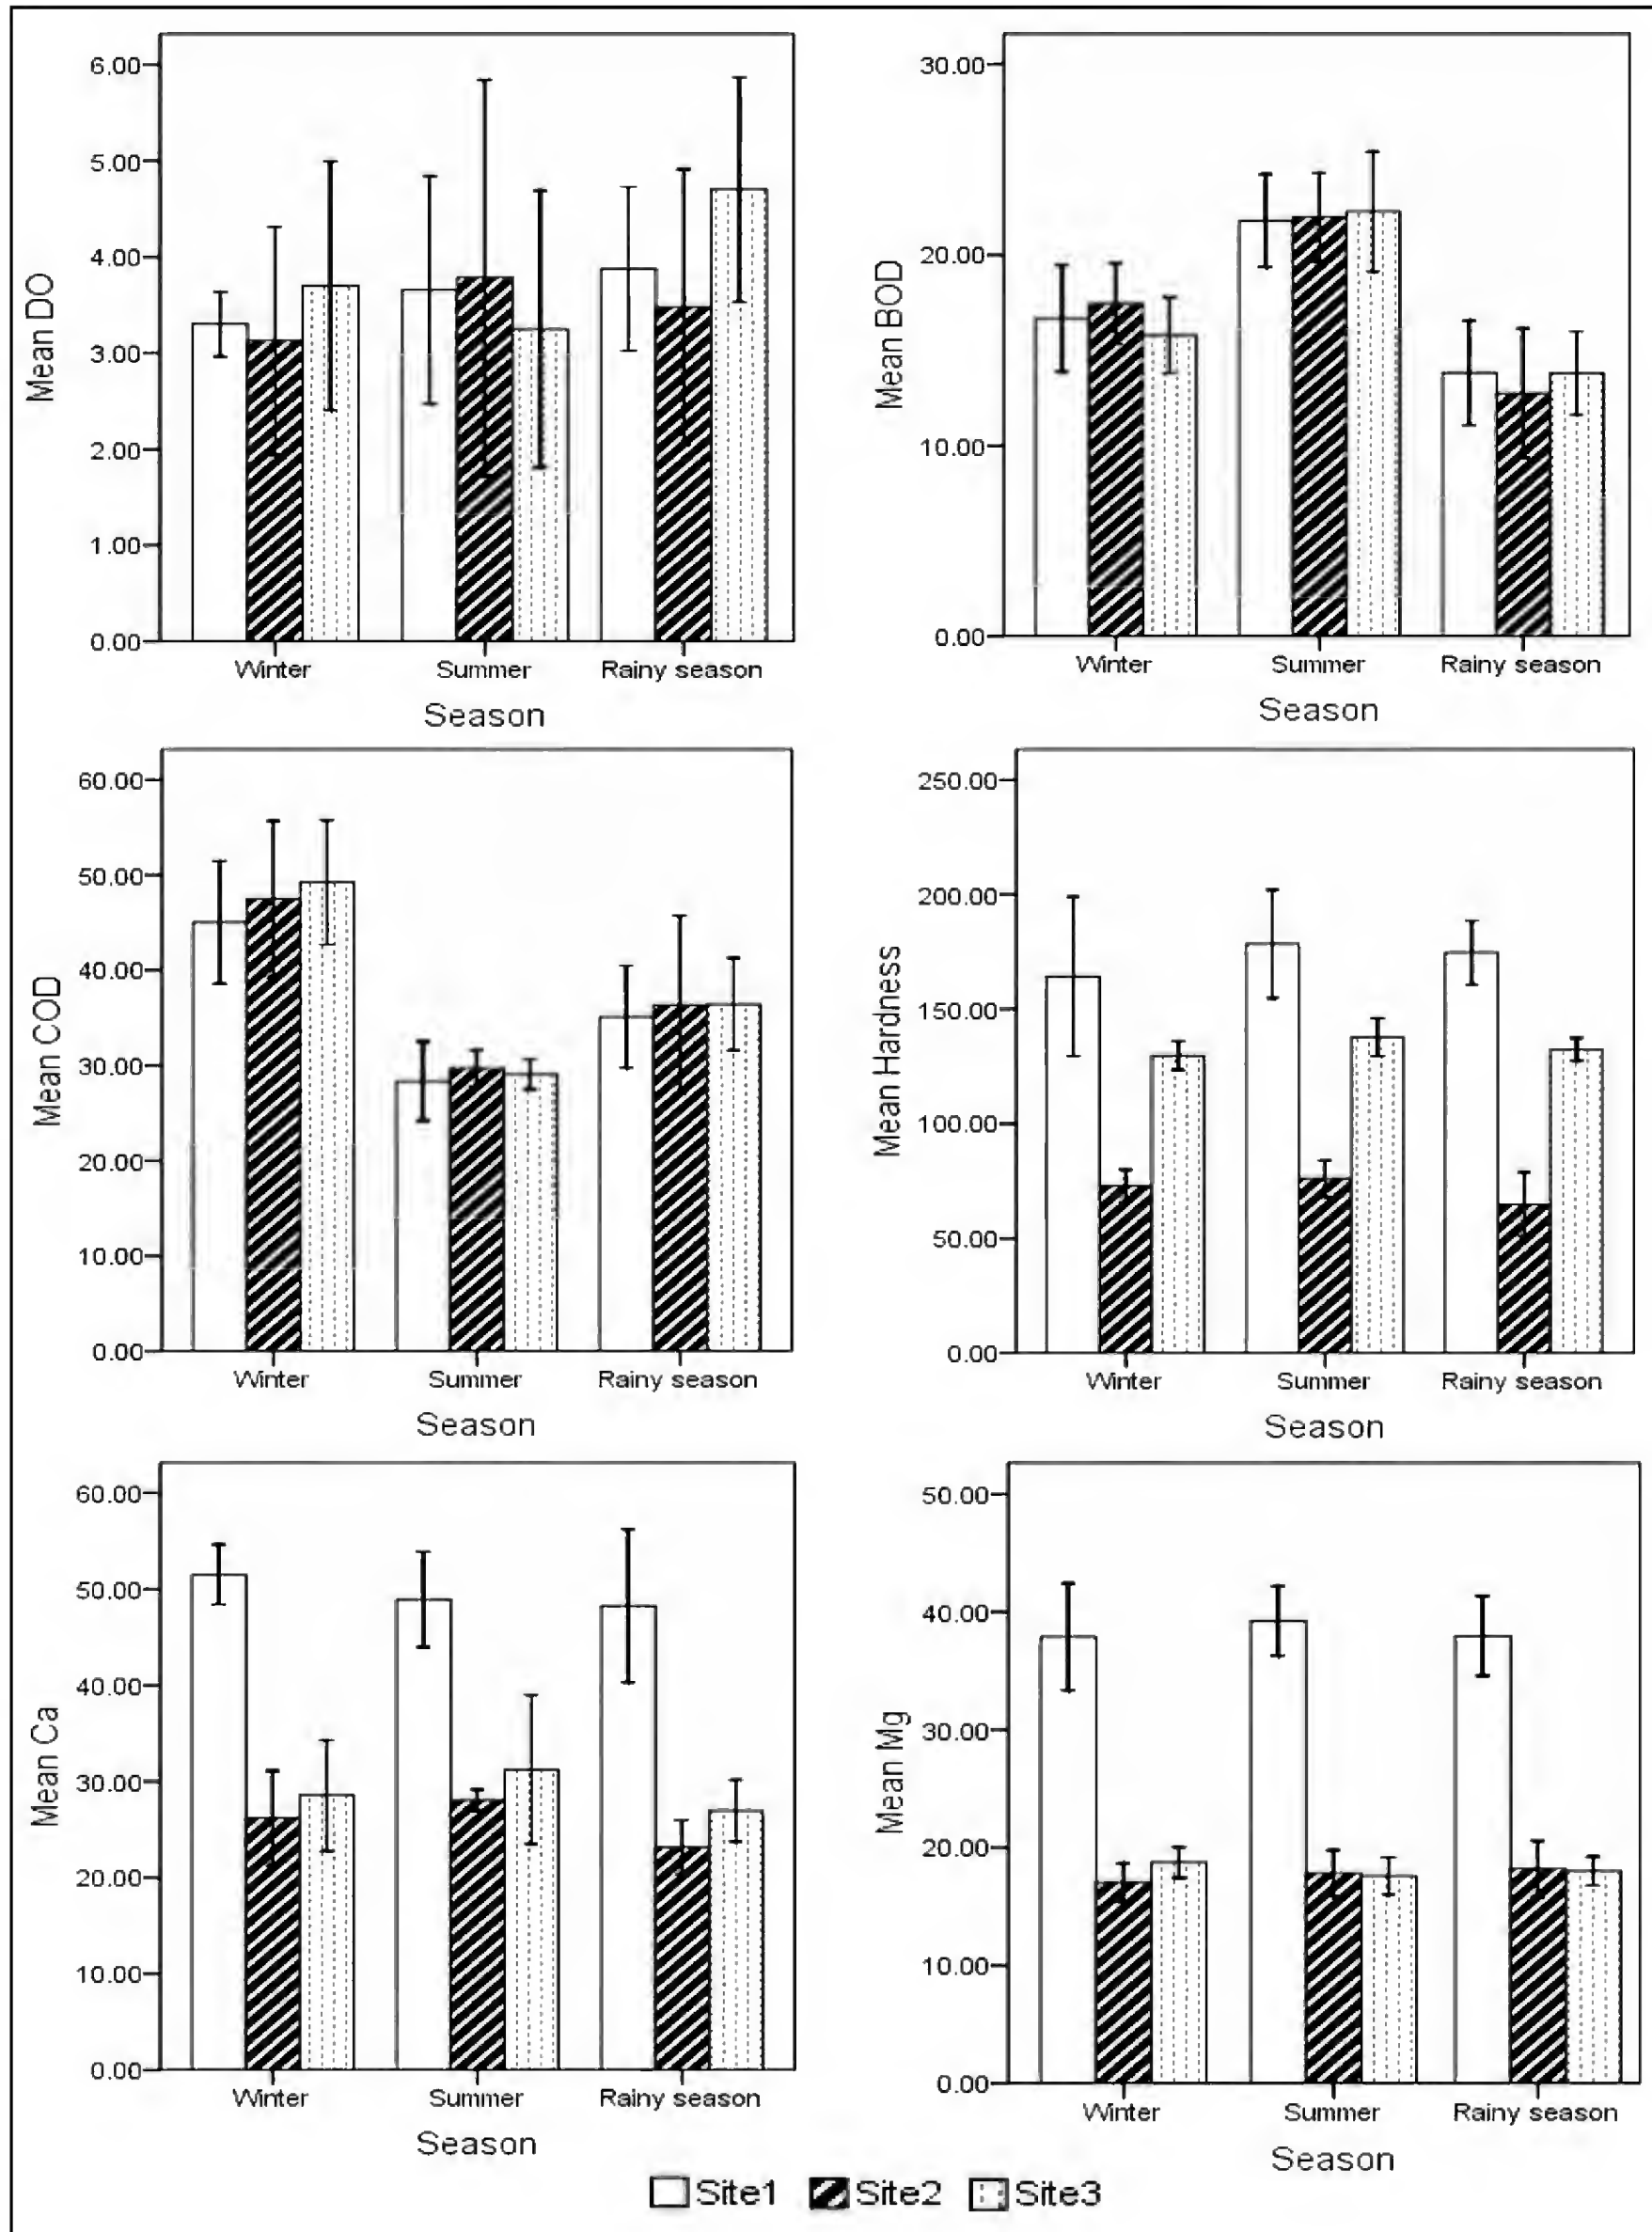 6.00
5.00
4.00
3.00
2.00
1.00
0.00
Mean DO
Winter Summer Rainy season
Season
30.00
20.00
10.00
0.00
Mean BOD
Winter Summer Rainy season
Season
60.00
50.00
40.00
30.00
20.00
10.00
0.00
Mean COD
Winter Summer Rainy season
Season
250.00
200.00
150.00
100.00
50.00
0.00
Mean Hardness
Winter Summer Rainy season
Season
60.00
50.00
40.00
30.00
20.00
10.00
0.00
Mean Ca
Winter Summer Rainy season
Season
50.00
40.00
30.00
20.00
10.00
0.00
Mean Mg
Winter Summer Rainy season
Season
Site1 Site2 Site3